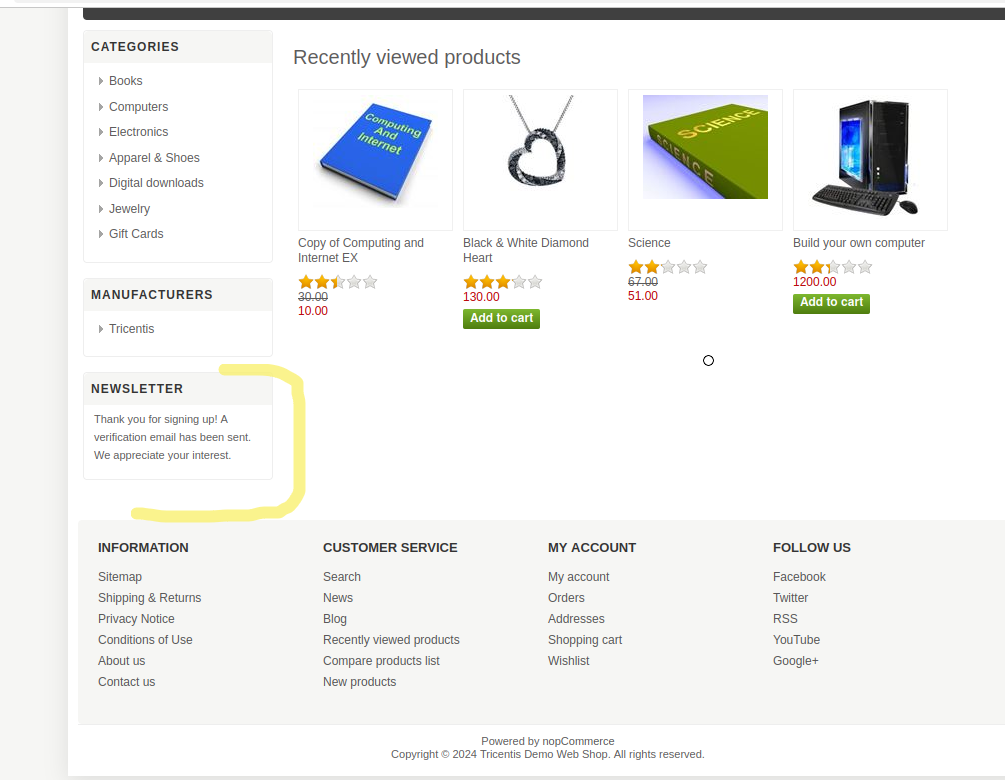 CATEGORIES
Books
Computers
Electronics
Apparel & Shoes
Digital downloads
Jewelry
Gift Cards
MANUFACTURERS
Tricentis
NEWSLETTER
Thank you for signing up! A
verification email has been sent.
We appreciate your interest.
Recently viewed products
Computing
And
Internet
Copy of Computing and
Internet EX
30.00
10.00
Black & White Diamond
Heart
130.00
Add to cart
SCIENCE
SCIENCE
Science
67.00
51.00
Build your own computer
1200.00
Add to cart
INFORMATION
Sitemap
Shipping & Returns
Privacy Notice
Conditions of Use
About us
Contact us
CUSTOMER SERVICE
Search
News
Blog
Recently viewed products
Compare products list
New products
MY ACCOUNT
My account
Orders
Addresses
Shopping cart
Wishlist
FOLLOW US
Facebook
Twitter
RSS
YouTube
Google+
Powered by nopCommerce
Copyright © 2024 Tricentis Demo Web Shop. All rights reserved.